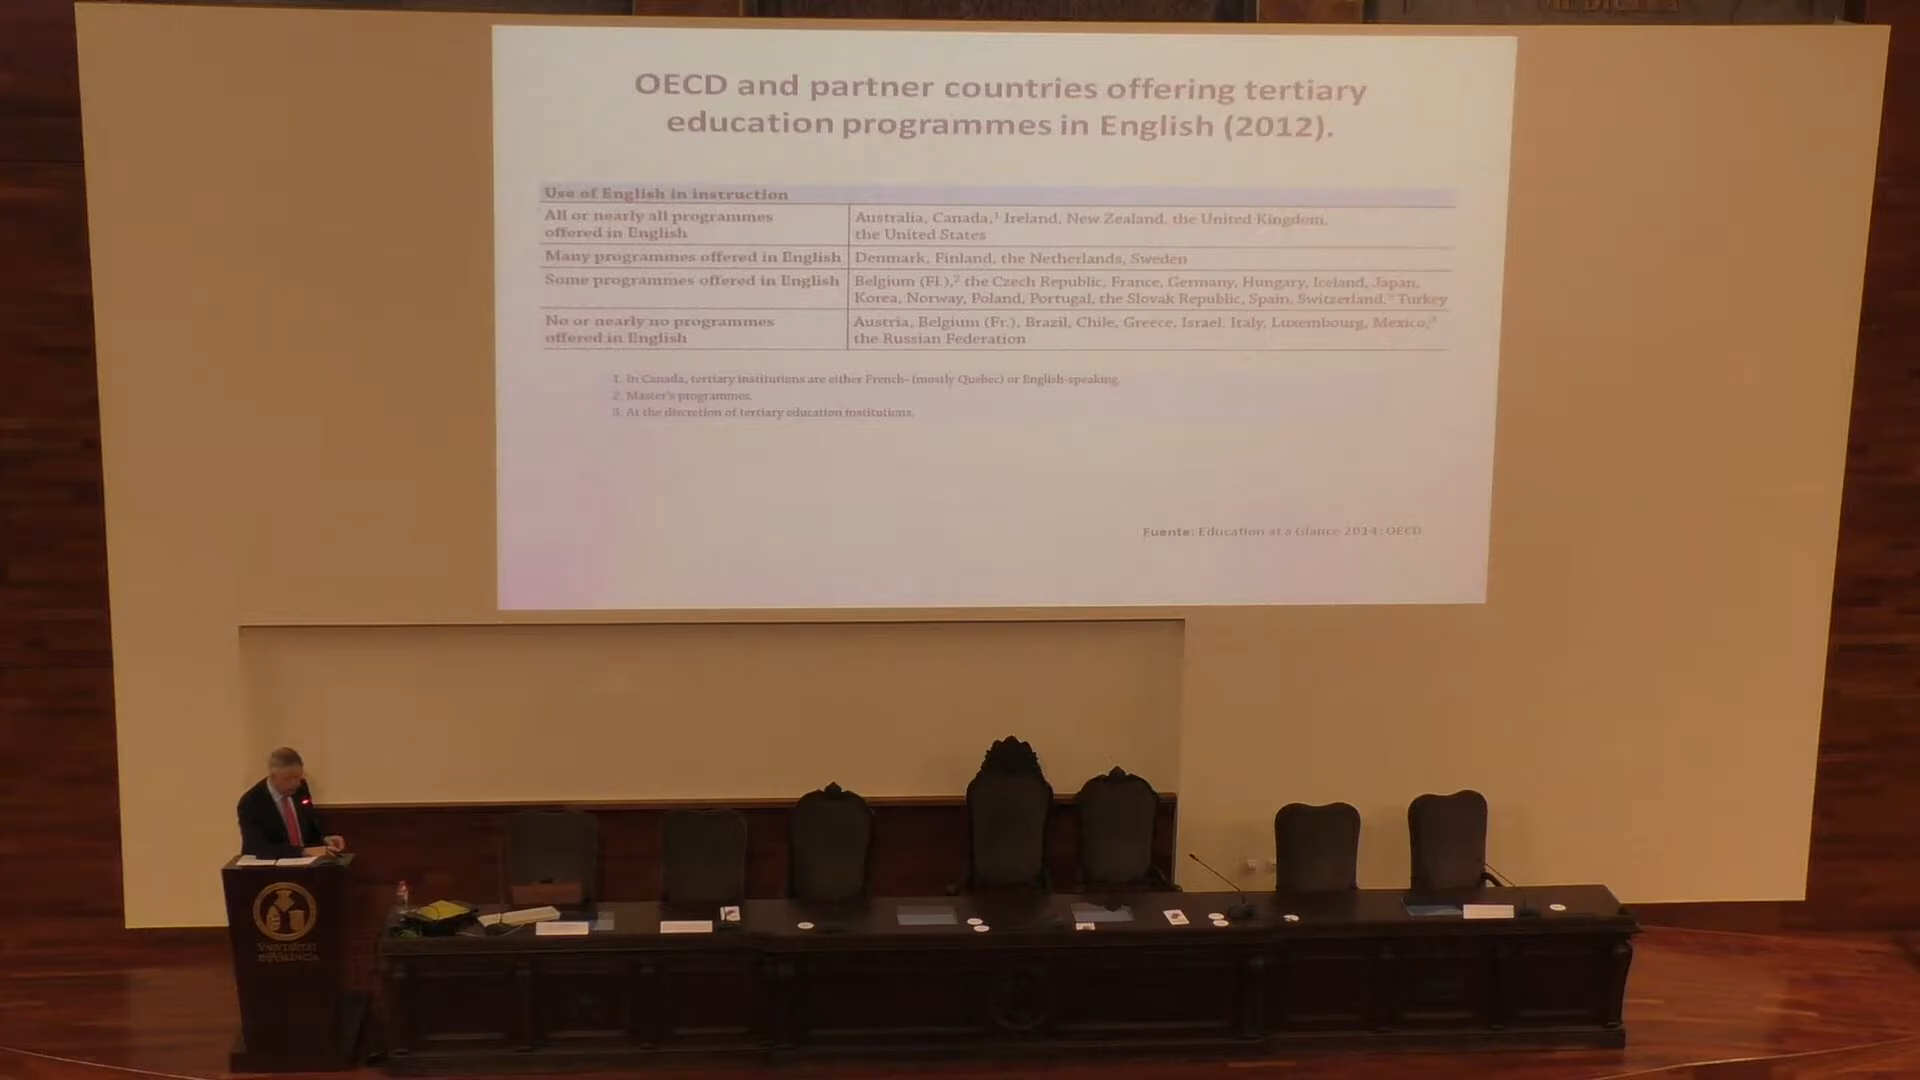 OECD and partner countries offering tertiary
education programmes in English (2012).
Use of English in instruction
All or nearly all programmes
offered in English
Australia, Canada,¹ Ireland, New Zealand, the United Kingdom,
the United States
Many programmes offered in English
Denmark, Finland, the Netherlands, Sweden
Some programmes offered in English
Belgium (Fl.),² the Czech Republic, France, Germany, Hungary, Iceland, Japan,
Korea, Norway, Poland, Portugal, the Slovak Republic, Spain, Switzerland,³ Turkey
No or nearly no programmes
offered in English
Austria, Belgium (Fr.), Brazil, Chile, Greece, Israel, Italy, Luxembourg, Mexico,³
the Russian Federation
1. In Canada, tertiary institutions are either French- (mostly Quebec) or English-speaking.
2. Master's programmes.
3. At the discretion of tertiary education institutions.
Fuente: Education at a Glance 2014: OECD
VNIVERSITAT
DE VALÈNCIA